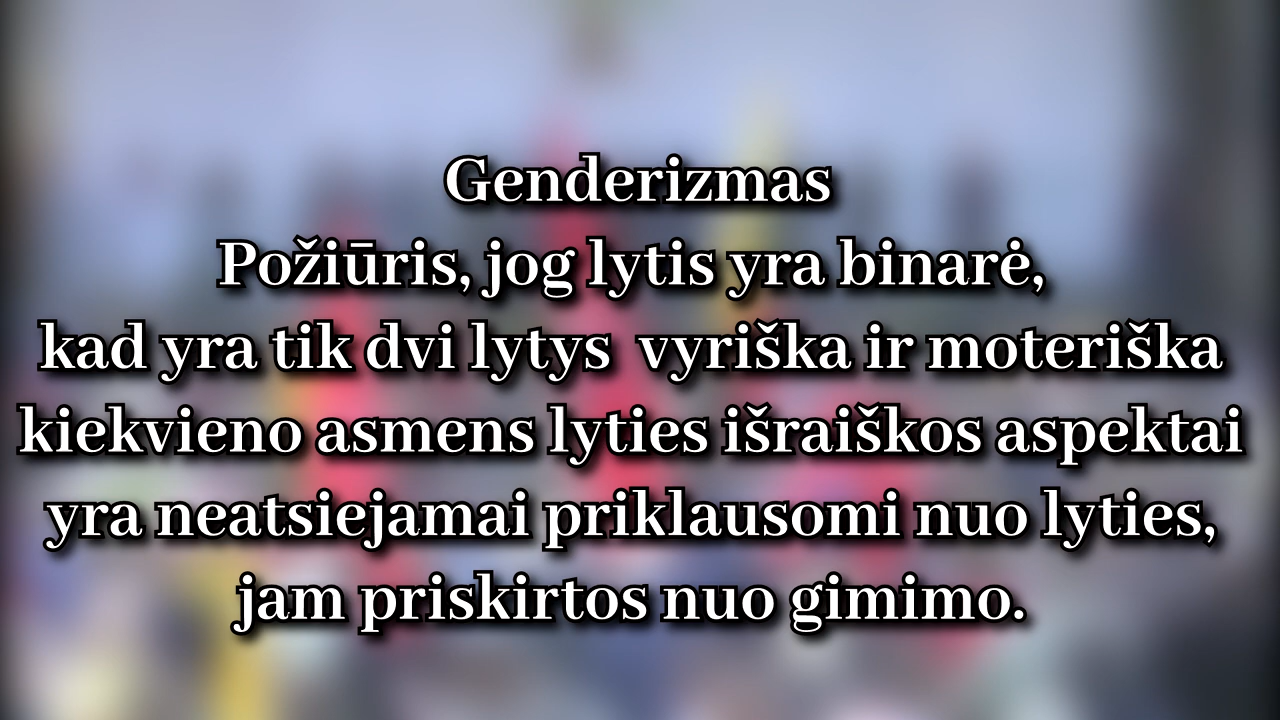 Genderizmas
Požiūris, jog lytis yra binarė,
kad yra tik dvi lytys vyriška ir moteriška
kiekvieno asmens lyties išraiškos aspektai
yra neatsiejamai priklausomi nuo lyties,
jam priskirtos nuo gimimo.